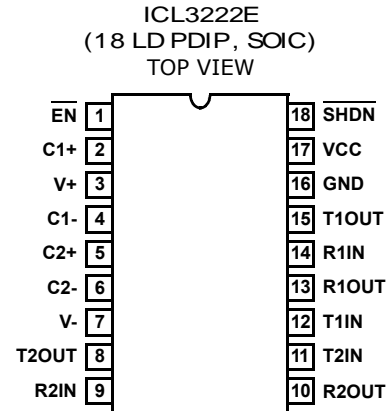 ICL3222E
(18 LD PDIP, SOIC)
TOP VIEW
EN 1 18 SHDN
C1+ 2 17 VCC
V+ 3 16 GND
C1- 4 15 T1OUT
C2+ 5 14 R1IN
C2- 6 13 R1OUT
V- 7 12 T1IN
T2OUT 8 11 T2IN
R2IN 9 10 R2OUT